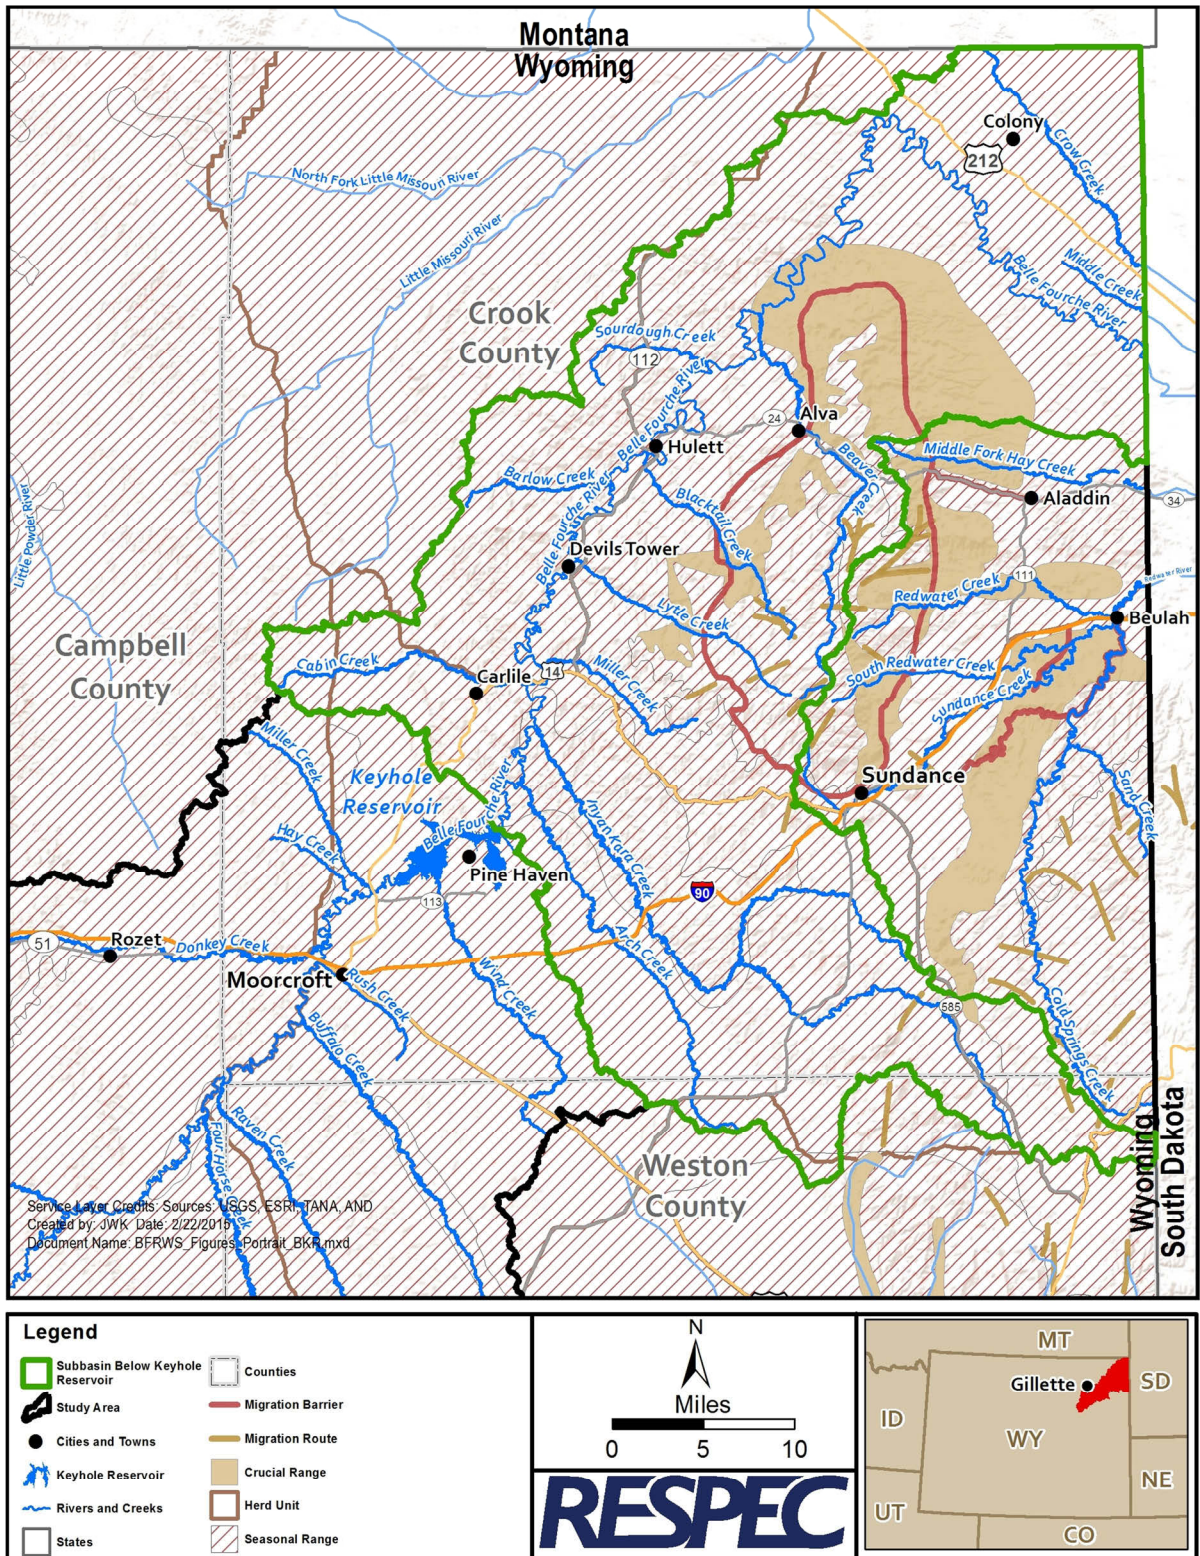 Montana
Wyoming
Colony
212
Crow Creek
North Fork Little Missouri River
Little Missouri River
Middle Creek
Belle Fourche River
Crook
County
Sourdough Creek
112
Belle Fourche River
24
Alva
Hulett
Beaver Creek
Middle Fork Hay Creek
Barlow Creek
Blacktail Creek
Aladdin
34
Little Powder River
Belle Fourche River
Devils Tower
111
Redwater Creek
Redwater River
Lytle Creek
Beulah
Campbell
County
Cabin Creek
Carlile
14
Miller Creek
South Redwater Creek
Sundance Creek
Miller Creek
Keyhole
Reservoir
Sundance
Sand Creek
Belle Fourche River
Inyan Kara Creek
Hay Creek
Pine Haven
90
113
51
Rozet
Donkey Creek
Arch Creek
Moorcroft
Rush Creek
Wind Creek
585
Cold Springs Creek
Buffalo Creek
Raven Creek
Four Horse Creek
Weston
County
Wyoming
South Dakota
Service Layer Credits: Sources: USGS, ESRI, TANA, AND
Created by: JWK Date: 2/22/2015
Document Name: BFRWS_Figures_Portrait_BKR.mxd
Legend
Subbasin Below Keyhole
Reservoir
Study Area
Cities and Towns
Keyhole Reservoir
Rivers and Creeks
States
Counties
Migration Barrier
Migration Route
Crucial Range
Herd Unit
Seasonal Range
N
Miles
0 5 10
RESPEC
MT
Gillette
SD
ID
WY
NE
UT
CO